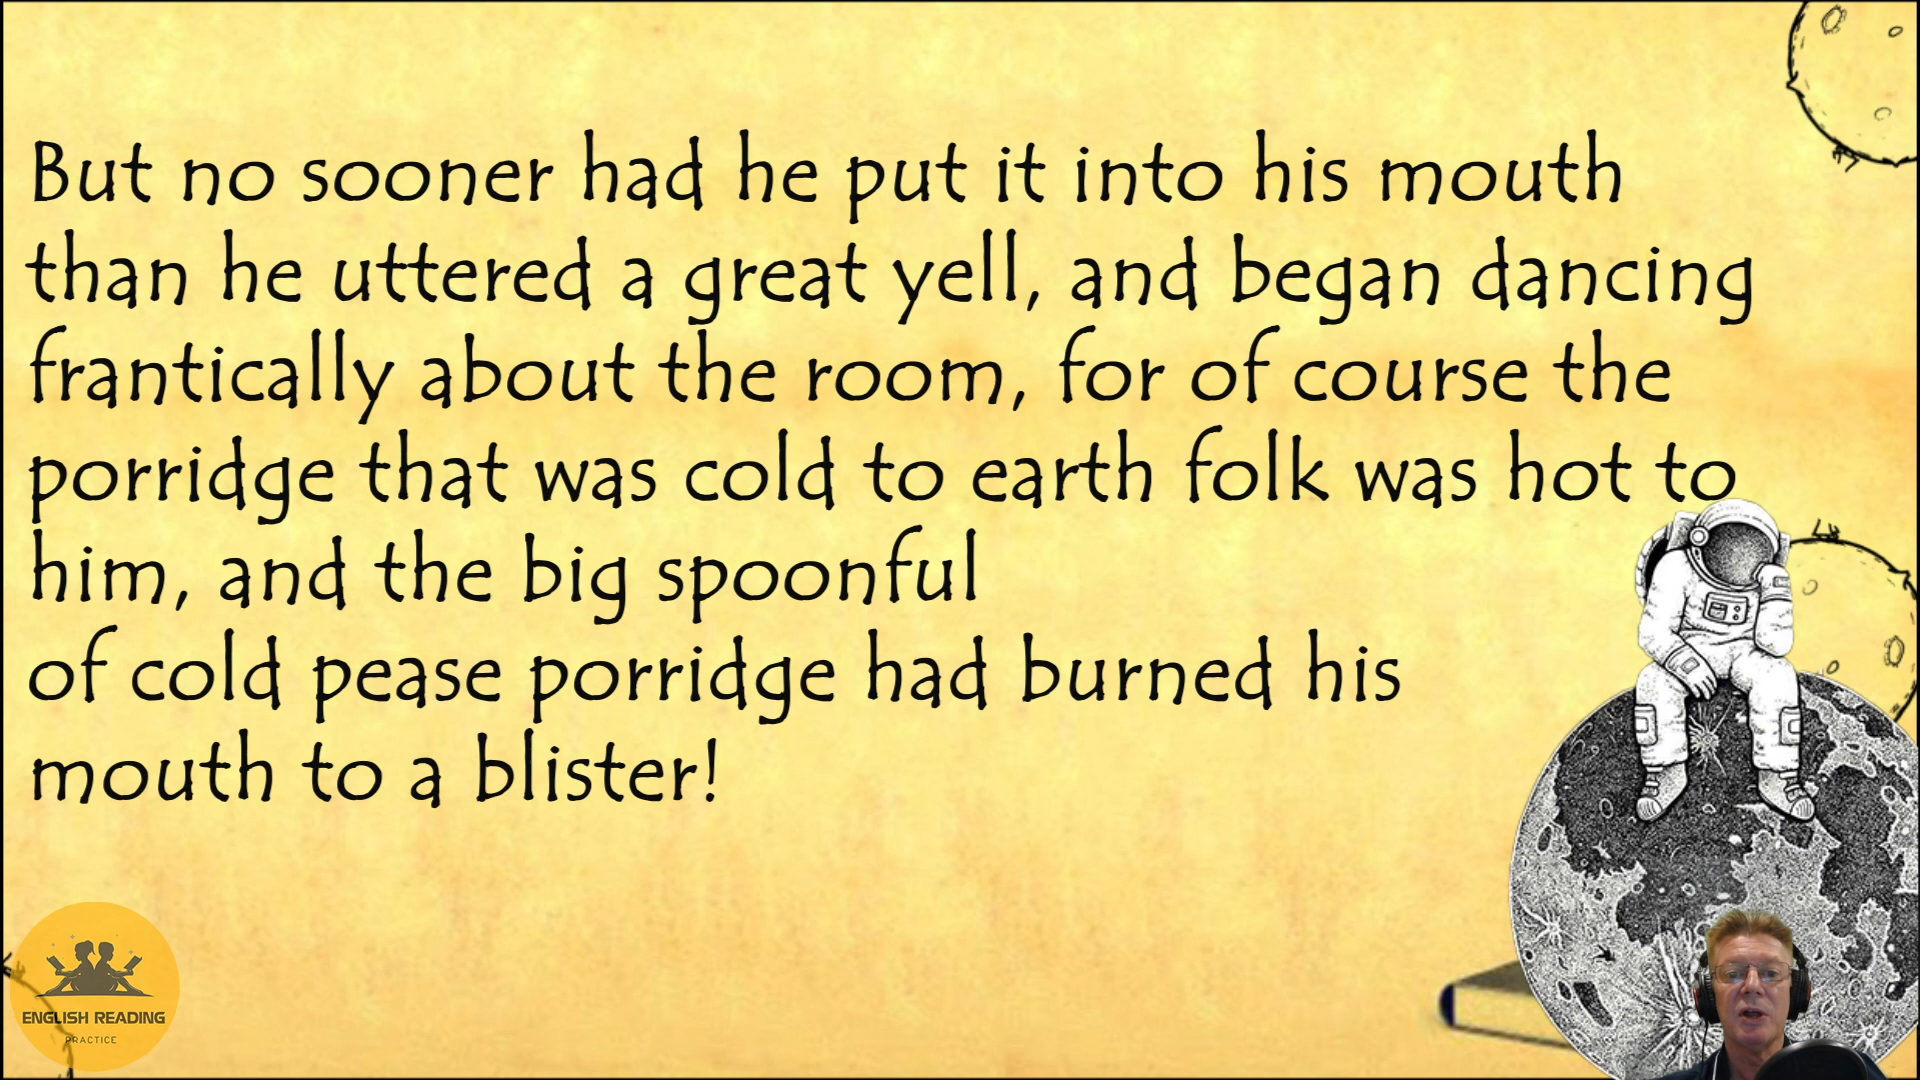 But no sooner had he put it into his mouth
than he uttered a great yell, and began dancing
frantically about the room, for of course the
porridge that was cold to earth folk was hot to
him, and the big spoonful
of cold pease porridge had burned his
mouth to a blister!
ENGLISH READING
PRACTICE